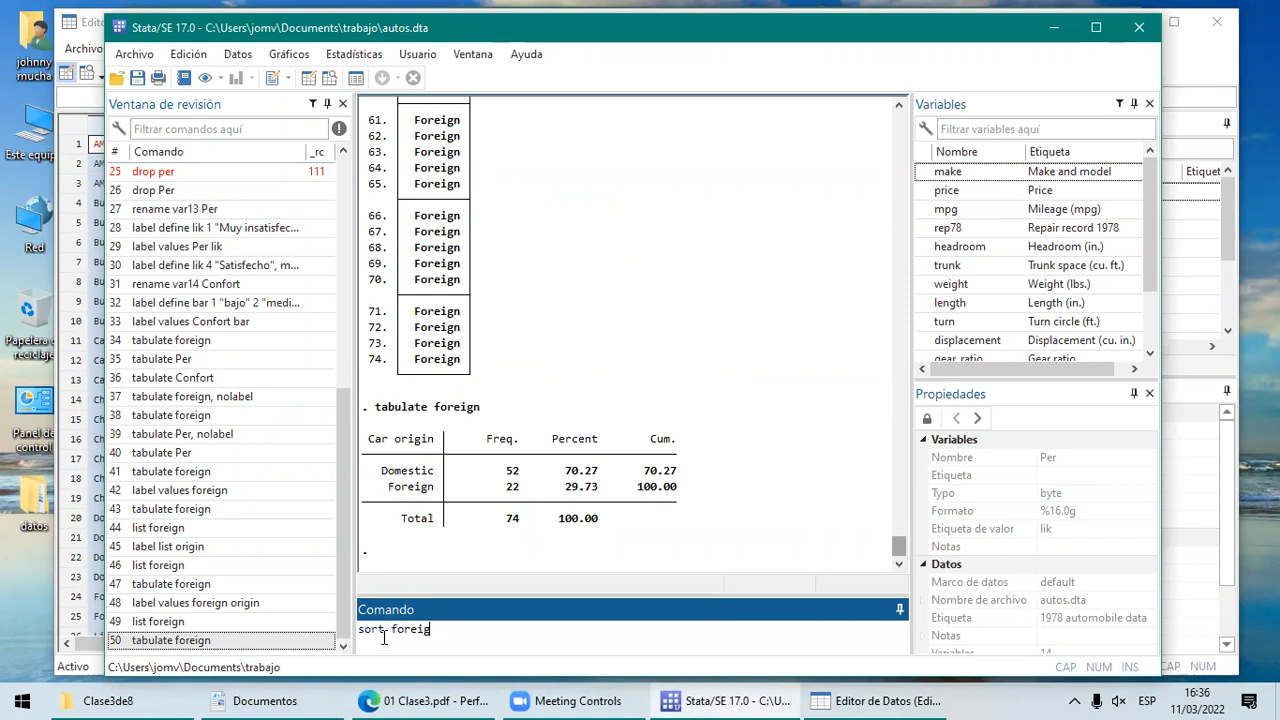 johnny mucha
Este equip
Red
Papelera de reciclaje
Panel de control
datos
Stata/SE 17.0 - C:\Users\jomv\Documents\trabajo\autos.dta
Archivo Edición Datos Gráficos Estadísticas Usuario Ventana Ayuda
Ventana de revisión
Filtrar comandos aquí
# Comando _rc
25 drop per 111
26 drop Per
27 rename var13 Per
28 label define lik 1 "Muy insatisfec...
29 label values Per lik
30 label define lik 4 "Satisfecho", m...
31 rename var14 Confort
32 label define bar 1 "bajo" 2 "medi...
33 label values Confort bar
34 tabulate foreign
35 tabulate Per
36 tabulate Confort
37 tabulate foreign, nolabel
38 tabulate foreign
39 tabulate Per, nolabel
40 tabulate Per
41 tabulate foreign
42 label values foreign
43 tabulate foreign
44 list foreign
45 label list origin
46 list foreign
47 tabulate foreign
48 label values foreign origin
49 list foreign
50 tabulate foreign
61. Foreign
62. Foreign
63. Foreign
64. Foreign
65. Foreign
66. Foreign
67. Foreign
68. Foreign
69. Foreign
70. Foreign
71. Foreign
72. Foreign
73. Foreign
74. Foreign
. tabulate foreign
Car origin Freq. Percent Cum.
Domestic 52 70.27 70.27
Foreign 22 29.73 100.00
Total 74 100.00
.
Comando
sort foreig
Variables
Filtrar variables aquí
Nombre Etiqueta
make Make and model
price Price
mpg Mileage (mpg)
rep78 Repair record 1978
headroom Headroom (in.)
trunk Trunk space (cu. ft.)
weight Weight (lbs.)
length Length (in.)
turn Turn circle (ft.)
displacement Displacement (cu. in.)
gear_ratio Gear ratio
Propiedades
Variables
Nombre Per
Etiqueta
Tipo byte
Formato %16.0g
Etiqueta de valor lik
Notas
Datos
Marco de datos default
Nombre de archivo autos.dta
Etiqueta 1978 automobile data
Notas
Variables 14
C:\Users\jomv\Documents\trabajo CAP NUM INS
Activo
CAP NUM
Clase3de8 Documentos 01 Clase3.pdf - Perf... Meeting Controls Stata/SE 17.0 - C:\U... Editor de Datos (Edi...
ESP
16:36
11/03/2022